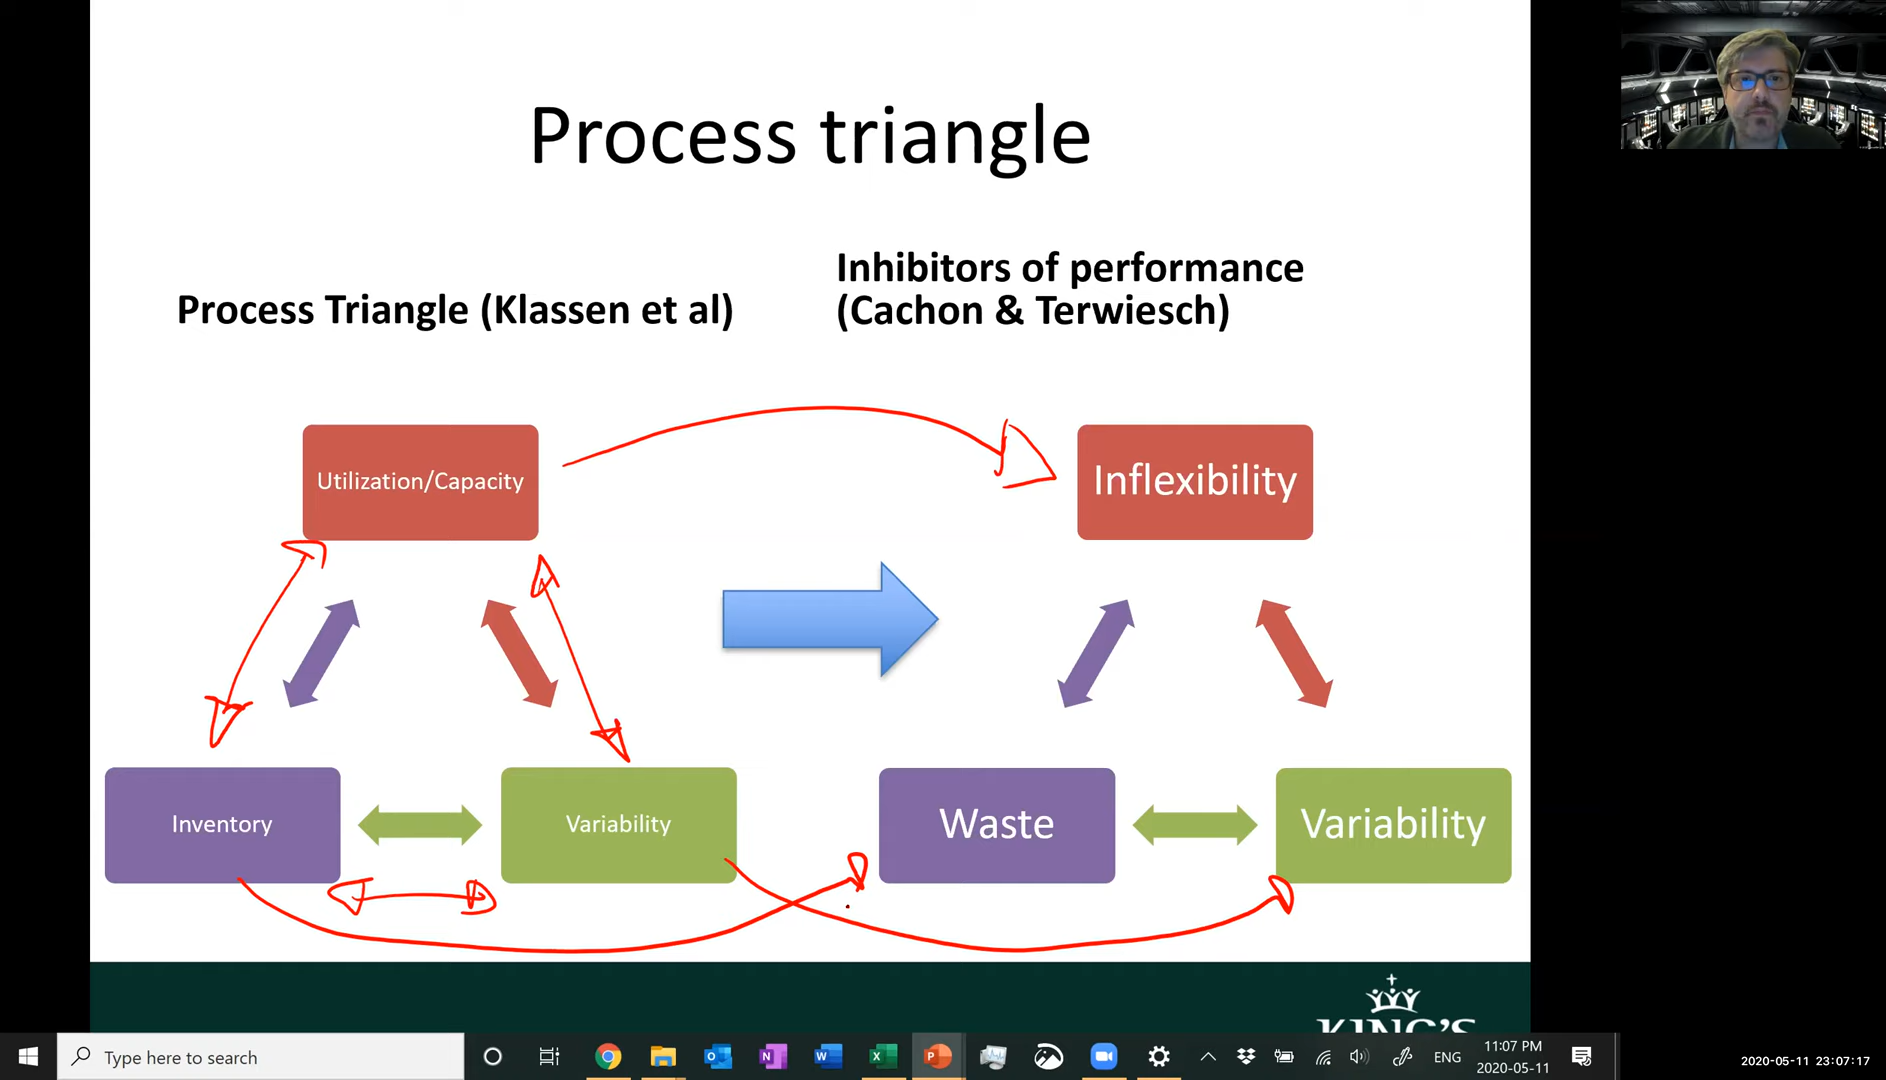 Process triangle
Process Triangle (Klassen et al)
Inhibitors of performance
(Cachon & Terwiesch)
Utilization/Capacity
Inventory
Variability
Inflexibility
Waste
Variability
KING'S
Type here to search
ENG
11:07 PM
2020-05-11
2020-05-11 23:07:17